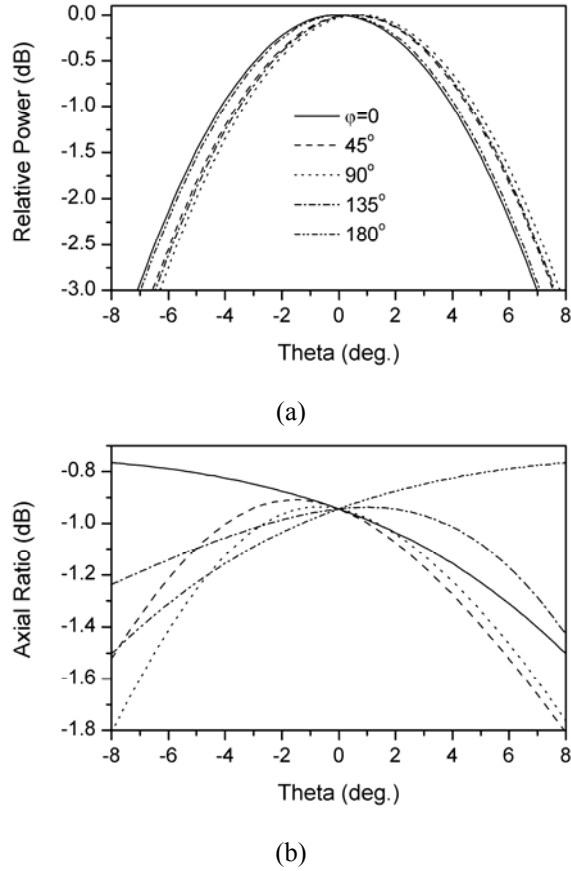 0.0
-0.5
-1.0
-1.5
-2.0
-2.5
-3.0
Relative Power (dB)
φ=0
45°
90°
135°
180°
-8 -6 -4 -2 0 2 4 6 8
Theta (deg.)
(a)
-0.8
-1.0
-1.2
-1.4
-1.6
-1.8
Axial Ratio (dB)
-8 -6 -4 -2 0 2 4 6 8
Theta (deg.)
(b)